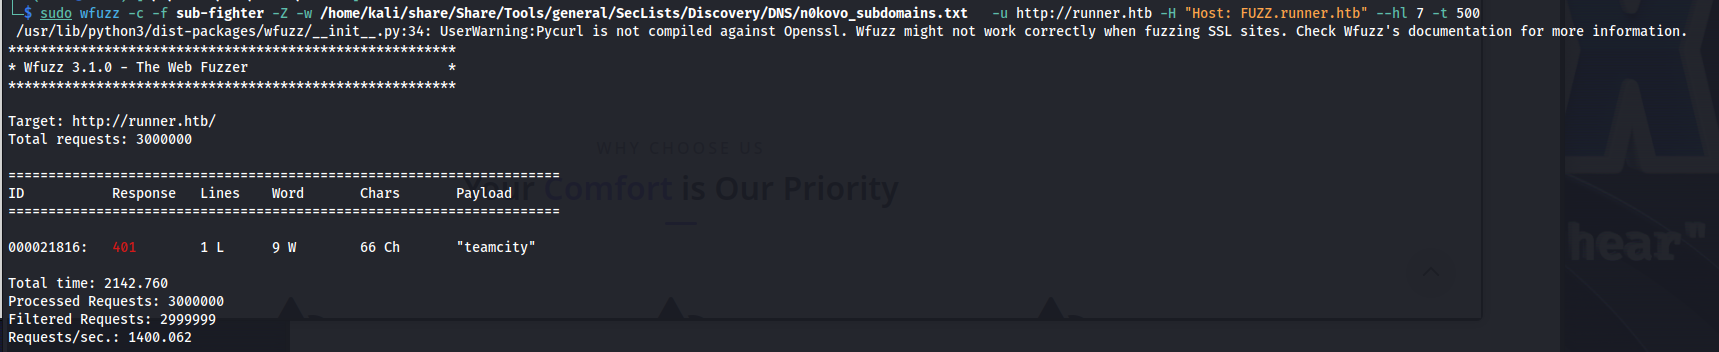 └─$ sudo wfuzz -c -f sub-fighter -Z -w /home/kali/share/Share/Tools/general/SecLists/Discovery/DNS/n0kovo_subdomains.txt   -u http://runner.htb -H "Host: FUZZ.runner.htb" --hl 7 -t 500
/usr/lib/python3/dist-packages/wfuzz/__init__.py:34: UserWarning:Pycurl is not compiled against Openssl. Wfuzz might not work correctly when fuzzing SSL sites. Check Wfuzz's documentation for more information.
********************************************************
* Wfuzz 3.1.0 - The Web Fuzzer                         *
********************************************************
Target: http://runner.htb/
Total requests: 3000000
WHY CHOOSE US
=====================================================================
ID           Response   Lines    Word       Chars       Payload
Your Comfort is Our Priority
=====================================================================
000021816:   401        1 L      9 W        66 Ch       "teamcity"
hear"
Total time: 2142.760
Processed Requests: 3000000
Filtered Requests: 2999999
Requests/sec.: 1400.062